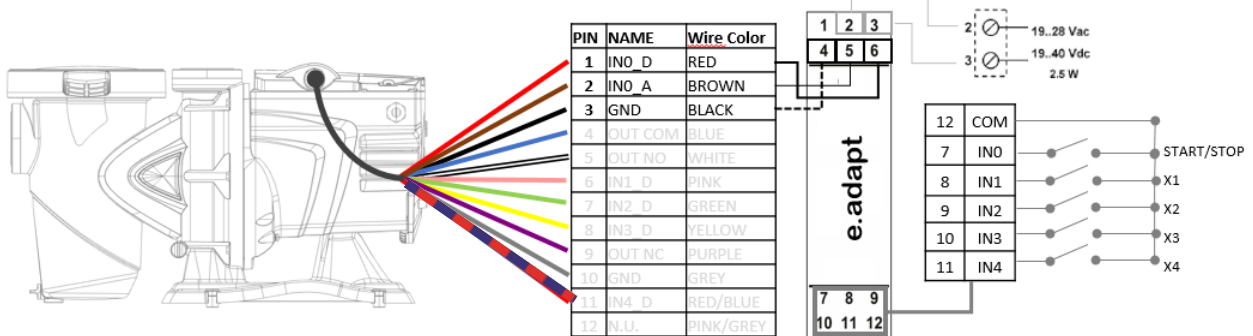 PIN NAME Wire Color
1 IN0_D RED
2 IN0_A BROWN
3 GND BLACK
4 OUT COM BLUE
5 OUT NO WHITE
6 IN1_D PINK
7 IN2_D GREEN
8 IN3_D YELLOW
9 OUT NC PURPLE
10 GND GREY
11 IN4_D RED/BLUE
12 N.U. PINK/GREY
1 2 3
4 5 6
e.adapt
7 8 9
10 11 12
2 19..28 Vac
3 19..40 Vdc
2.5 W
12 COM
7 IN0 START/STOP
8 IN1 X1
9 IN2 X2
10 IN3 X3
11 IN4 X4